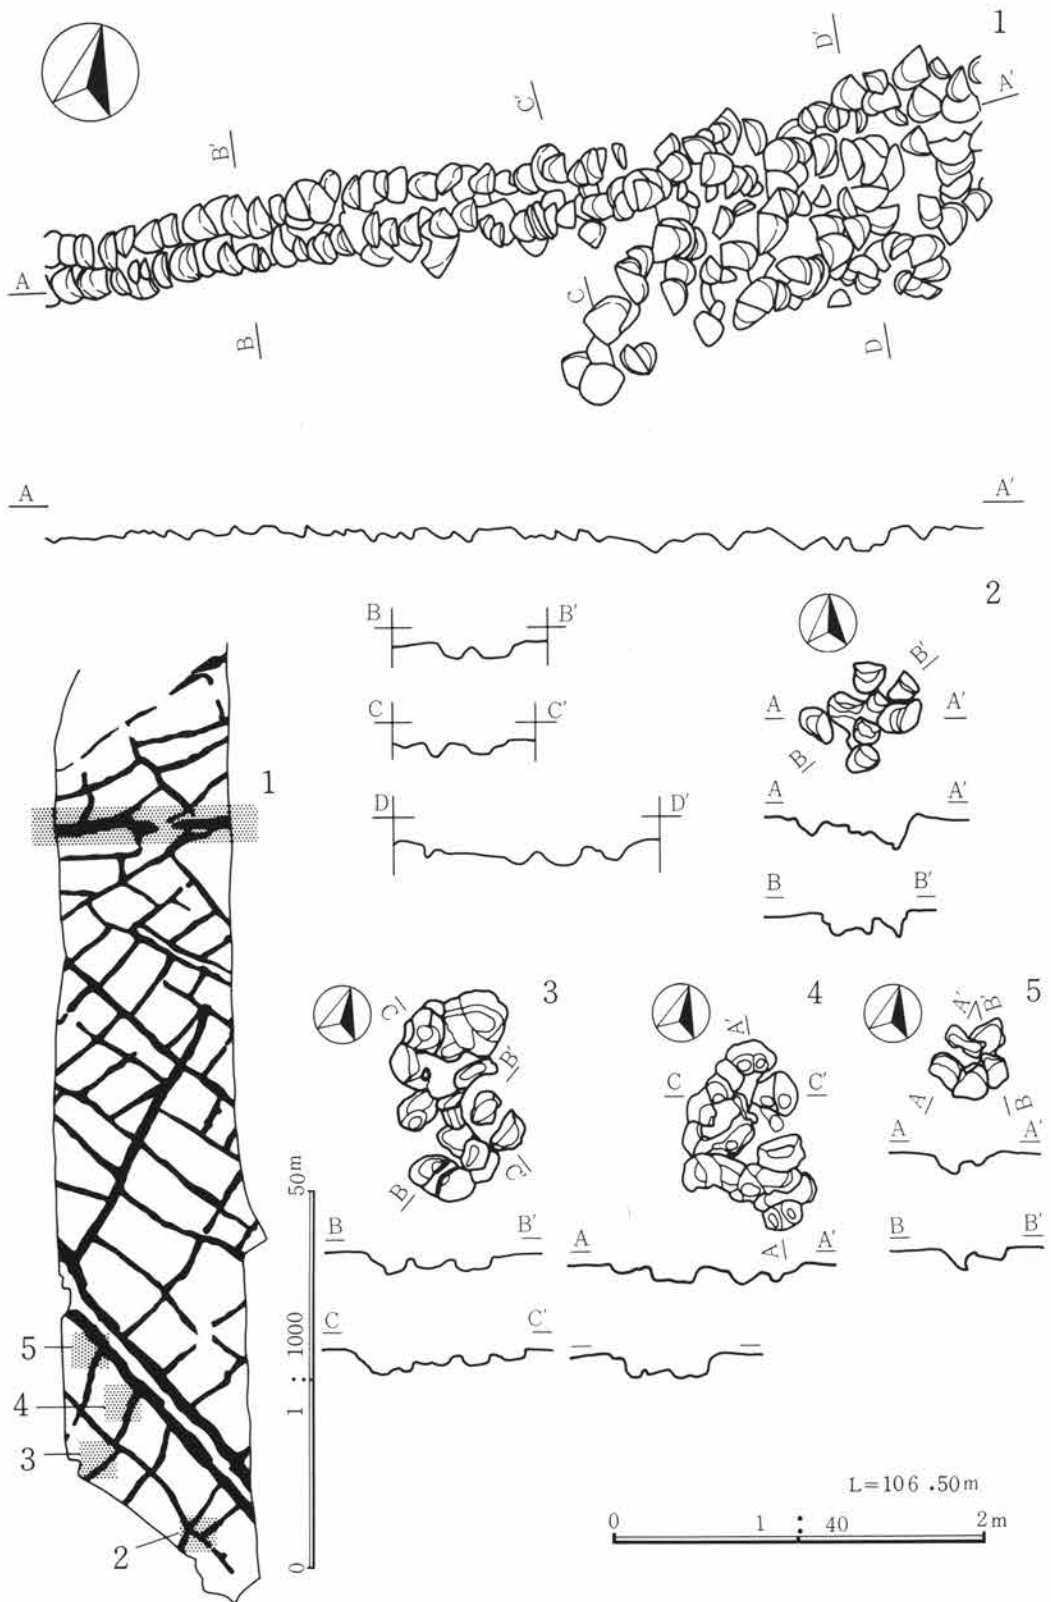 1
D'
A'
C'
B'
A
C
B
D
A A'
2
B B'
B'
A A'
C C'
B
1
A A'
D D'
B B'
3
4
5
C
A'
A' B'
B'
C C'
A B
B C
50m
A
B B'
A A'
A A'
B B'
C C'
1 : 1000
5
4
3
L=106.50m
0 1 : 40 2m
2
0